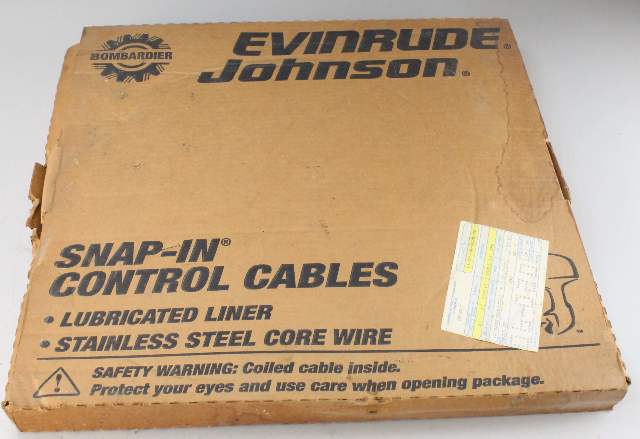 BOMBARDIER
EVINRUDE®
Johnson®
SNAP-IN®
CONTROL CABLES
• LUBRICATED LINER
• STAINLESS STEEL CORE WIRE
SAFETY WARNING: Coiled cable inside.
Protect your eyes and use care when opening package.
™